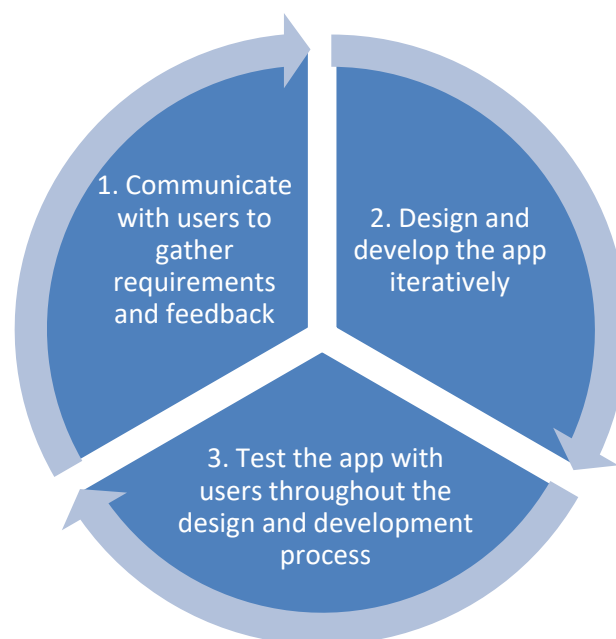 1. Communicate
with users to
gather
requirements
and feedback
2. Design and
develop the app
iteratively
3. Test the app with
users throughout the
design and development
process